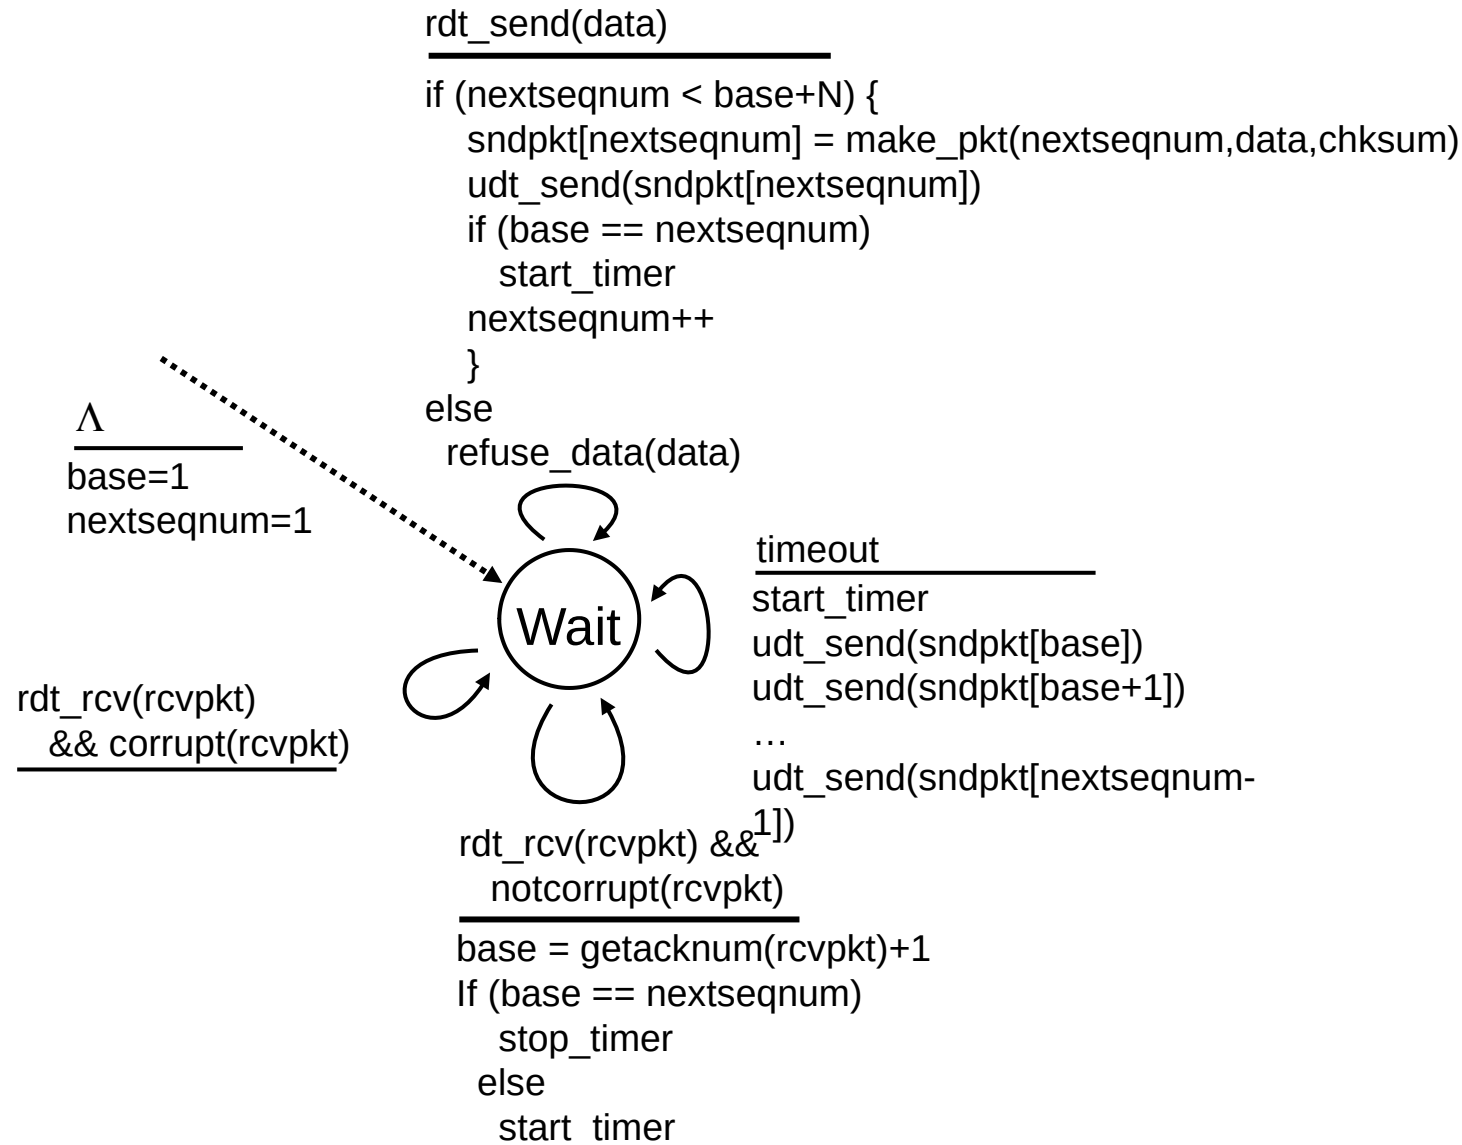 rdt_send(data)
if (nextseqnum < base+N) {
sndpkt[nextseqnum] = make_pkt(nextseqnum,data,chksum)
udt_send(sndpkt[nextseqnum])
if (base == nextseqnum)
start_timer
nextseqnum++
}
else
refuse_data(data)
Λ
base=1
nextseqnum=1
Wait
timeout
start_timer
udt_send(sndpkt[base])
udt_send(sndpkt[base+1])
…
udt_send(sndpkt[nextseqnum-
1])
rdt_rcv(rcvpkt)
&& corrupt(rcvpkt)
rdt_rcv(rcvpkt) &&
notcorrupt(rcvpkt)
base = getacknum(rcvpkt)+1
If (base == nextseqnum)
stop_timer
else
start_timer